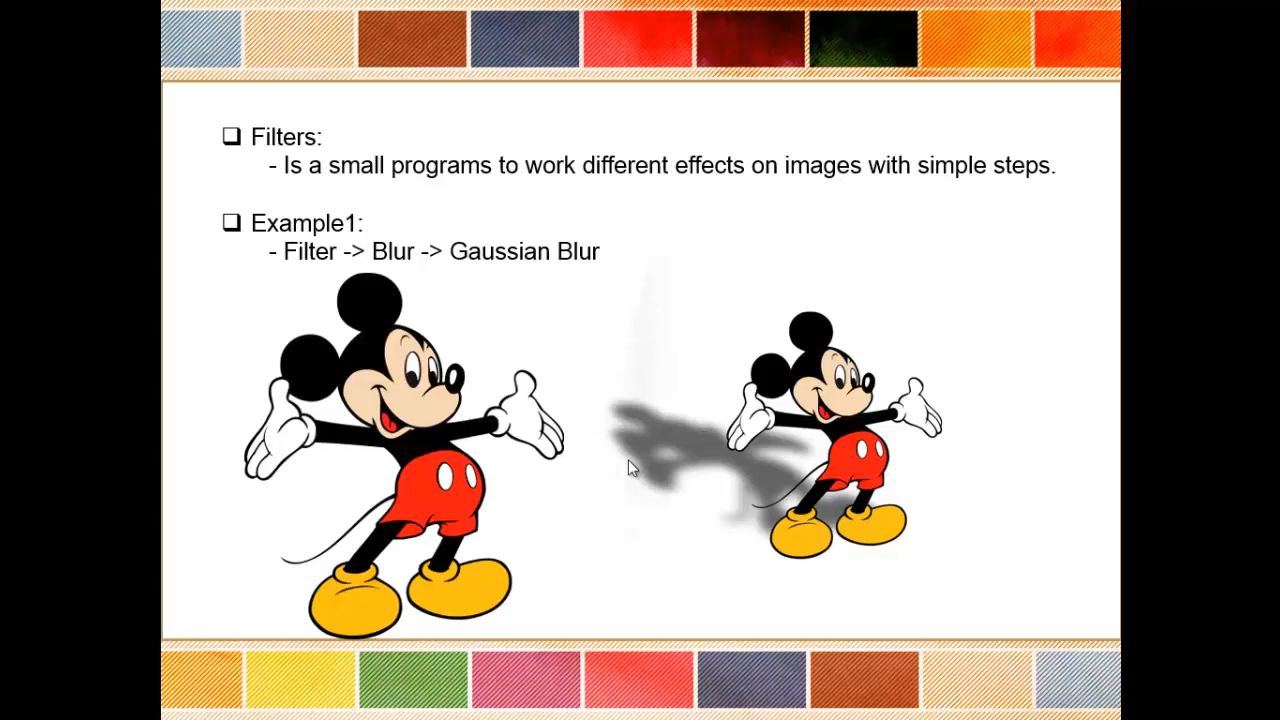 Filters:
- Is a small programs to work different effects on images with simple steps.
Example1:
- Filter -> Blur -> Gaussian Blur